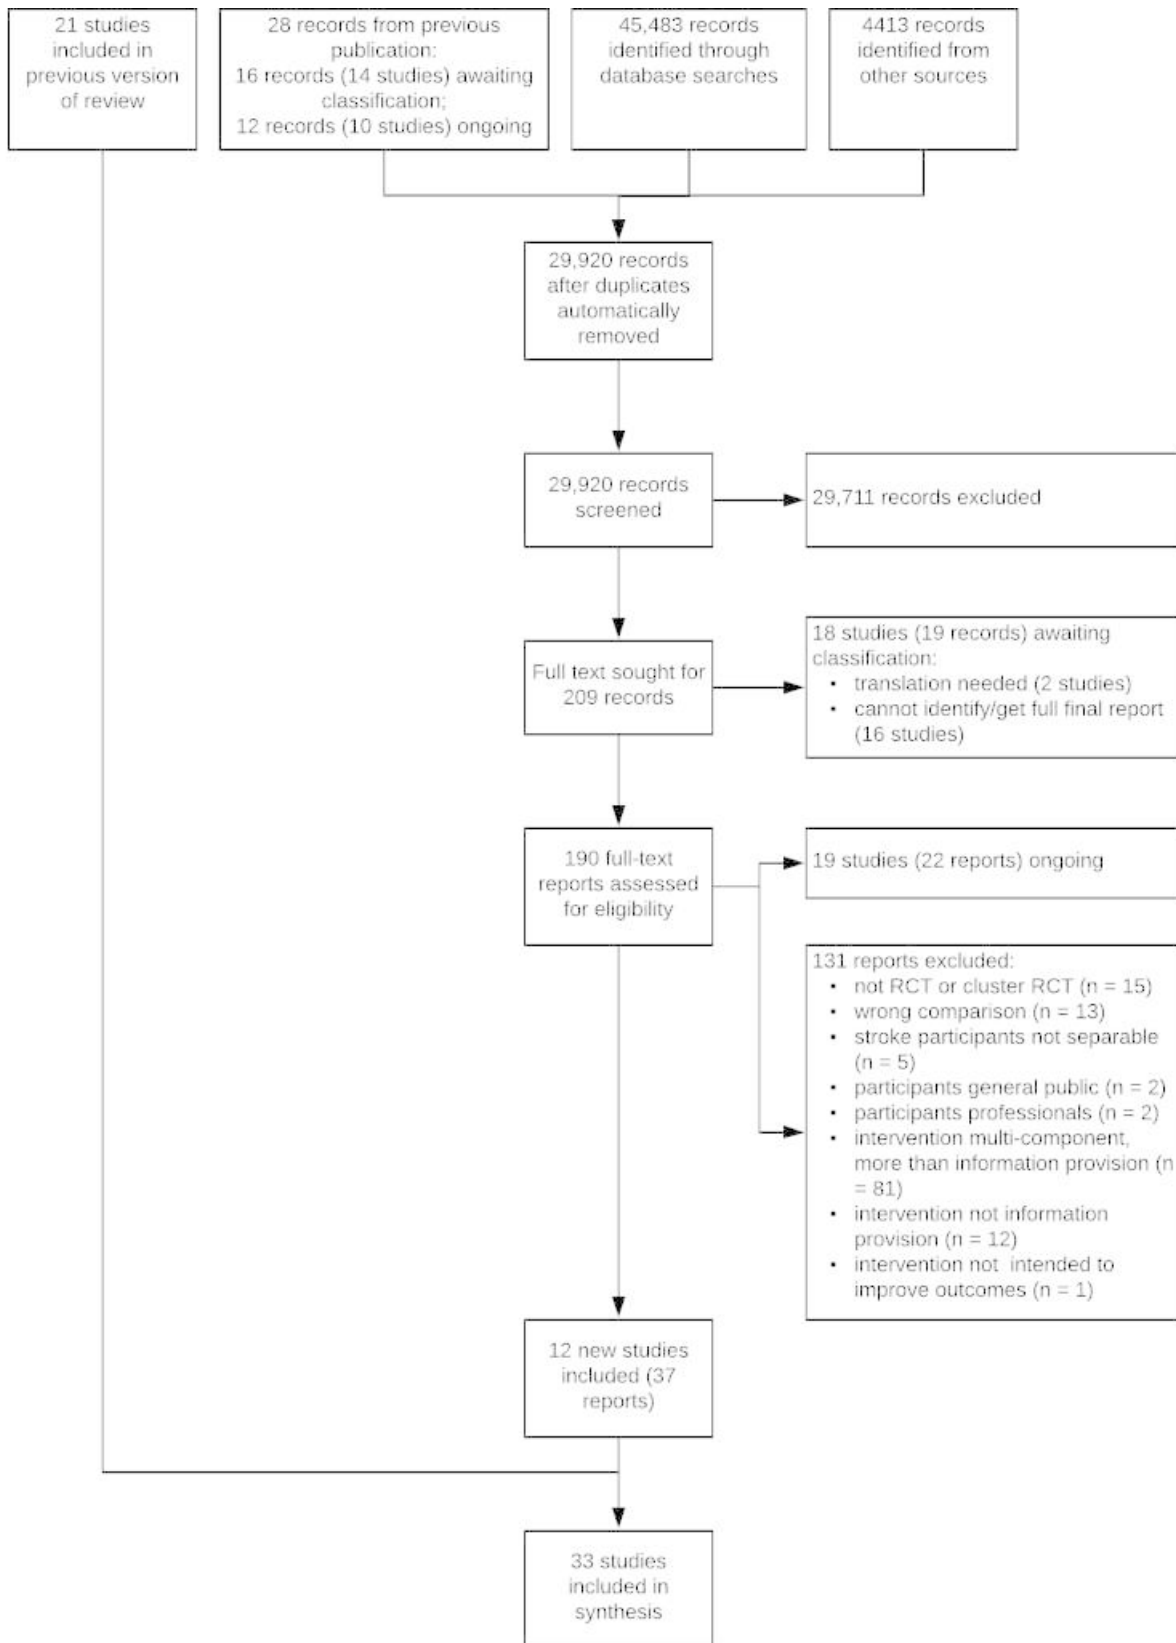 21 studies
included in
previous version
of review
28 records from previous
publication:
16 records (14 studies) awaiting
classification;
12 records (10 studies) ongoing
45,483 records
identified through
database searches
4413 records
identified from
other sources
29,920 records
after duplicates
automatically
removed
29,920 records
screened
29,711 records excluded
Full text sought for
209 records
18 studies (19 records) awaiting
classification:
• translation needed (2 studies)
• cannot identify/get full final report
(16 studies)
190 full-text
reports assessed
for eligibility
19 studies (22 reports) ongoing
131 reports excluded:
• not RCT or cluster RCT (n = 15)
• wrong comparison (n = 13)
• stroke participants not separable
(n = 5)
• participants general public (n = 2)
• participants professionals (n = 2)
• intervention multi-component,
more than information provision (n
= 81)
• intervention not information
provision (n = 12)
• intervention not intended to
improve outcomes (n = 1)
12 new studies
included (37
reports)
33 studies
included in
synthesis